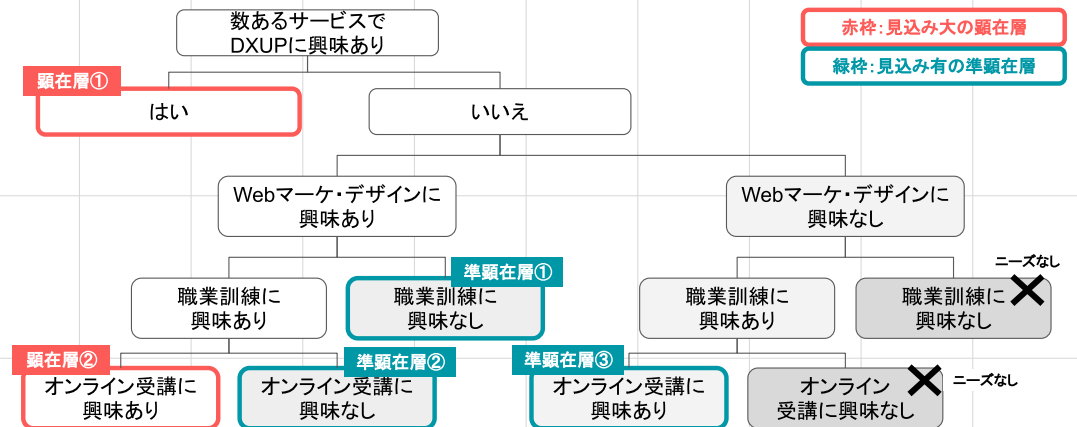 数あるサービスで
DXUPに興味あり
赤枠：見込み大の顕在層
緑枠：見込み有の準顕在層
顕在層①
はい
いいえ
Webマーケ・デザインに
興味あり
Webマーケ・デザインに
興味なし
職業訓練に
興味あり
準顕在層①
職業訓練に
興味なし
職業訓練に
興味あり
ニーズなし
職業訓練に
興味なし
顕在層②
オンライン受講に
興味あり
準顕在層②
オンライン受講に
興味なし
準顕在層③
オンライン受講に
興味あり
オンライン
受講に興味なし
ニーズなし